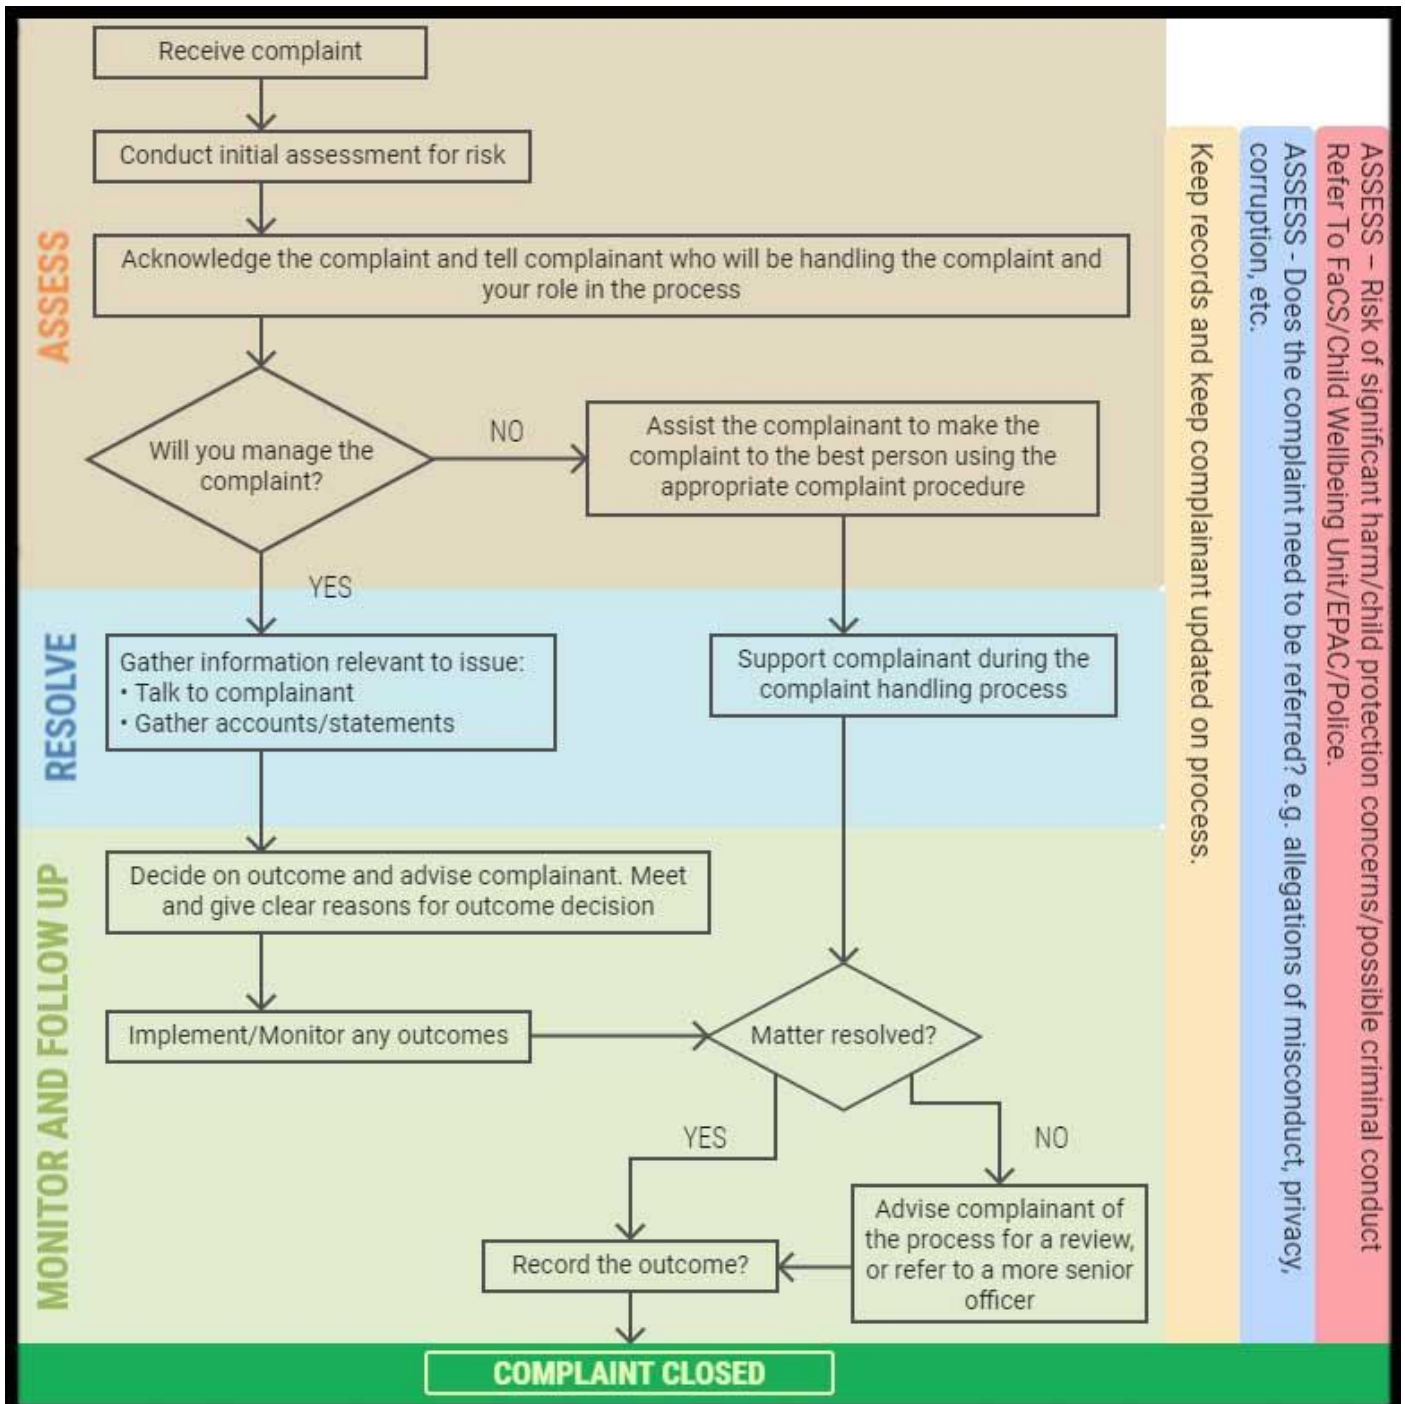 Receive complaint
Conduct initial assessment for risk
Acknowledge the complaint and tell complainant who will be handling the complaint and
your role in the process
ASSESS
Will you manage the
complaint?
NO
Assist the complainant to make the
complaint to the best person using the
appropriate complaint procedure
YES
RESOLVE
Gather information relevant to issue:
• Talk to complainant
• Gather accounts/statements
Support complainant during the
complaint handling process
MONITOR AND FOLLOW UP
Decide on outcome and advise complainant. Meet
and give clear reasons for outcome decision
Implement/Monitor any outcomes
Matter resolved?
YES
NO
Advise complainant of
the process for a review,
or refer to a more senior
officer
Record the outcome?
COMPLAINT CLOSED
Keep records and keep complainant updated on process.
ASSESS - Does the complaint need to be referred? e.g. allegations of misconduct, privacy,
corruption, etc.
ASSESS – Risk of significant harm/child protection concerns/possible criminal conduct
Refer To FaCS/Child Wellbeing Unit/EPAC/Police.